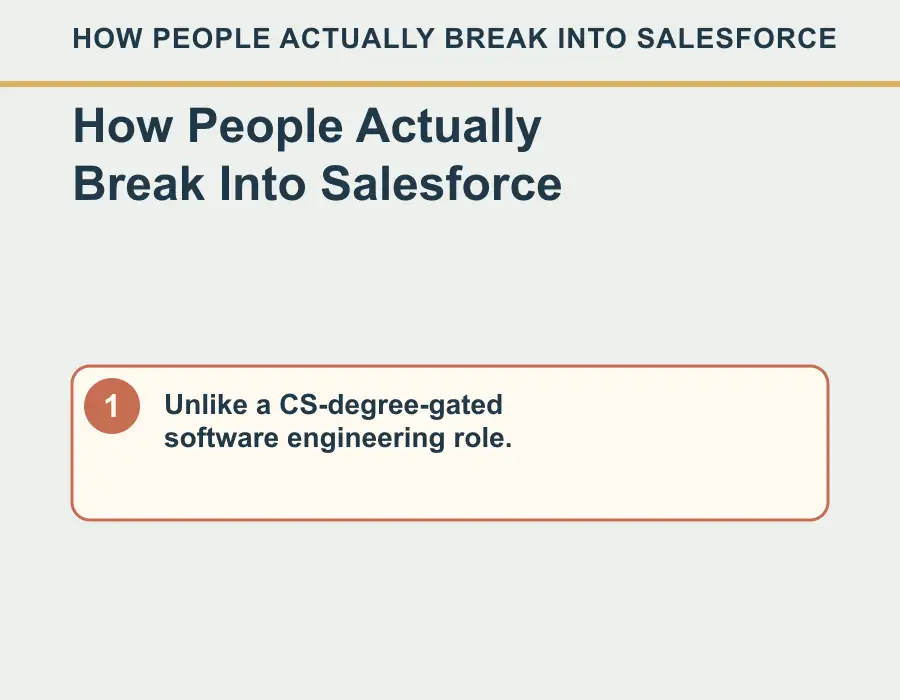 HOW PEOPLE ACTUALLY BREAK INTO SALESFORCE
How People Actually
Break Into Salesforce
1
Unlike a CS-degree-gated
software engineering role.